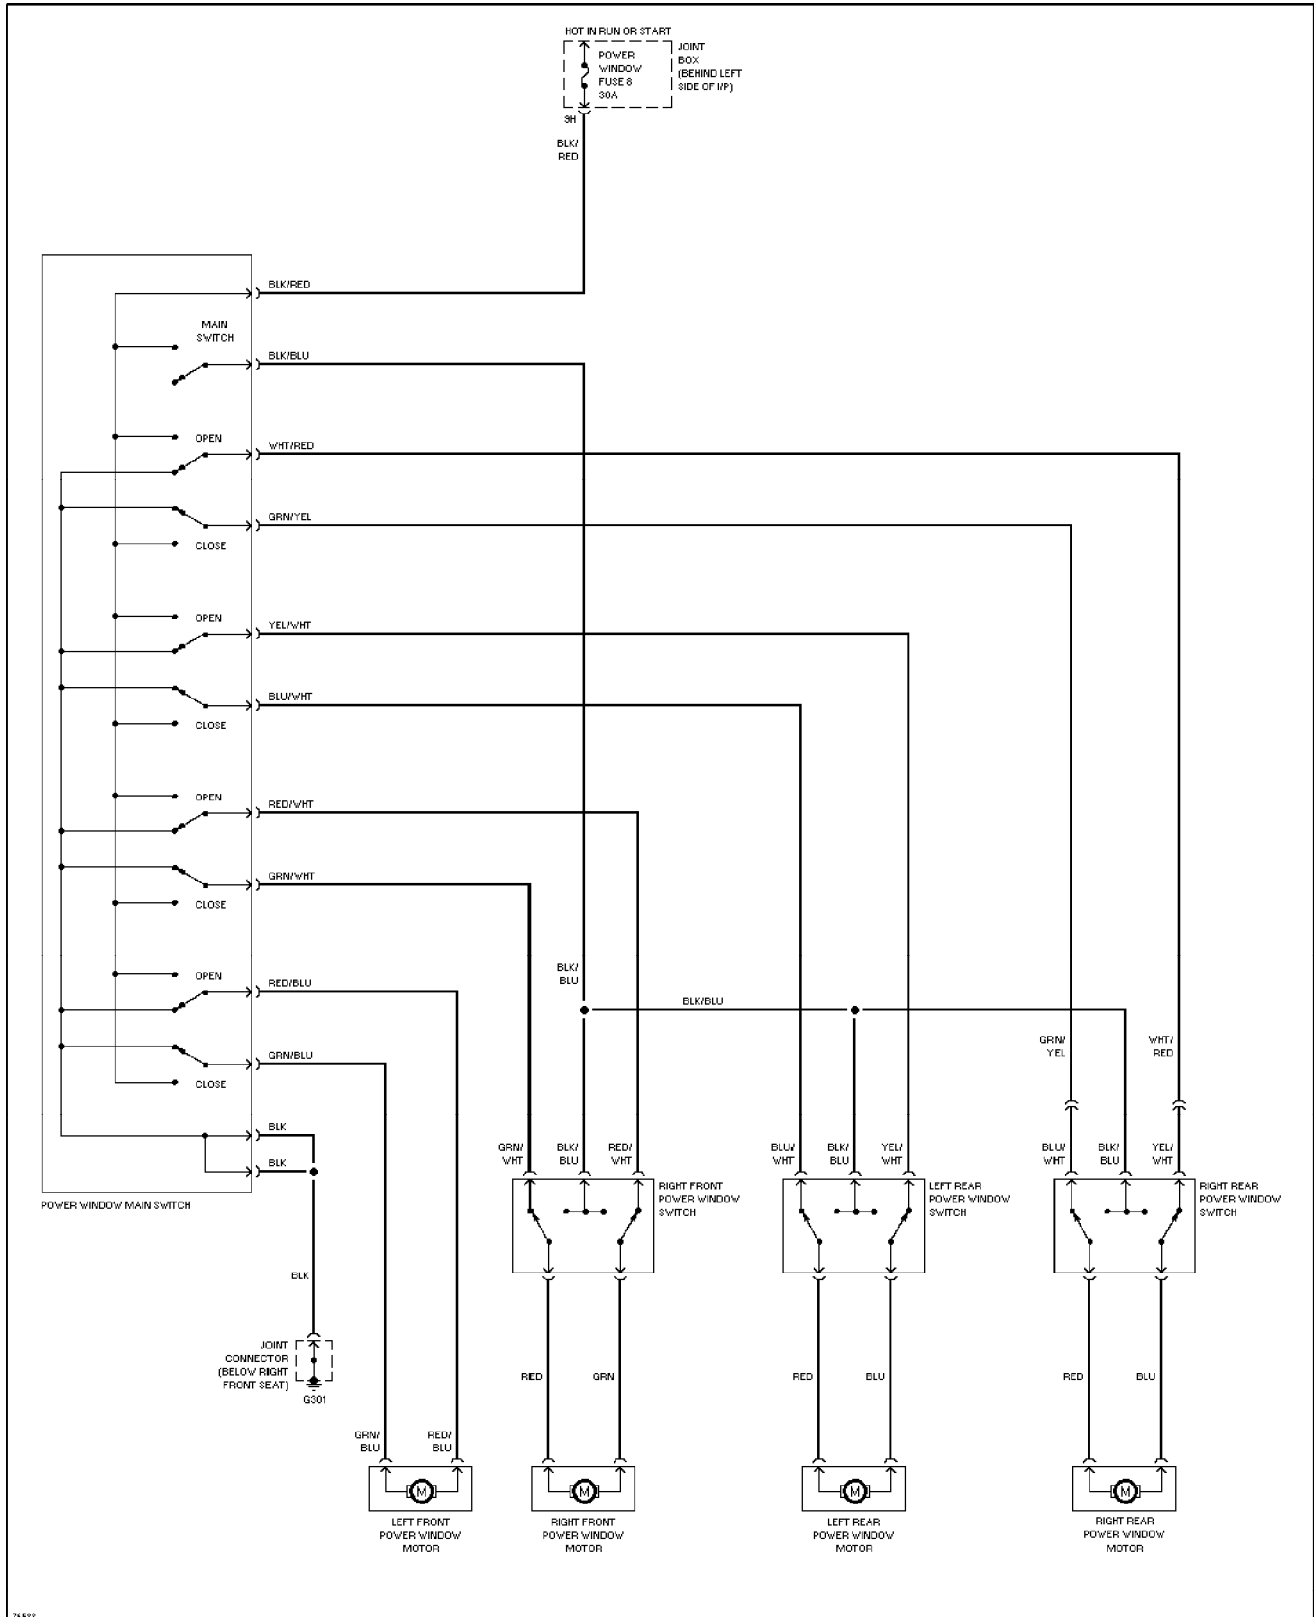 HOT IN RUN OR START
POWER
WINDOW
FUSE 8
30A
JOINT
BOX
(BEHIND LEFT
SIDE OF I/P)
9H
BLK/
RED
BLK/RED
MAIN
SWITCH
BLK/BLU
OPEN
WHT/RED
GRN/YEL
CLOSE
OPEN
YEL/WHT
BLU/WHT
CLOSE
OPEN
RED/WHT
GRN/WHT
CLOSE
BLK/
BLU
OPEN
RED/BLU
BLK/BLU
GRN/BLU
CLOSE
GRN/
YEL
WHT/
RED
BLK
BLK
GRN/
WHT
BLK/
BLU
RED/
WHT
BLU/
WHT
BLK/
BLU
YEL/
WHT
BLU/
WHT
BLK/
BLU
YEL/
WHT
POWER WINDOW MAIN SWITCH
RIGHT FRONT
POWER WINDOW
SWITCH
LEFT REAR
POWER WINDOW
SWITCH
RIGHT REAR
POWER WINDOW
SWITCH
BLK
JOINT
CONNECTOR
(BELOW RIGHT
FRONT SEAT)
G301
RED
GRN
RED
BLU
RED
BLU
GRN/
BLU
RED/
BLU
M
M
M
M
LEFT FRONT
POWER WINDOW
MOTOR
RIGHT FRONT
POWER WINDOW
MOTOR
LEFT REAR
POWER WINDOW
MOTOR
RIGHT REAR
POWER WINDOW
MOTOR